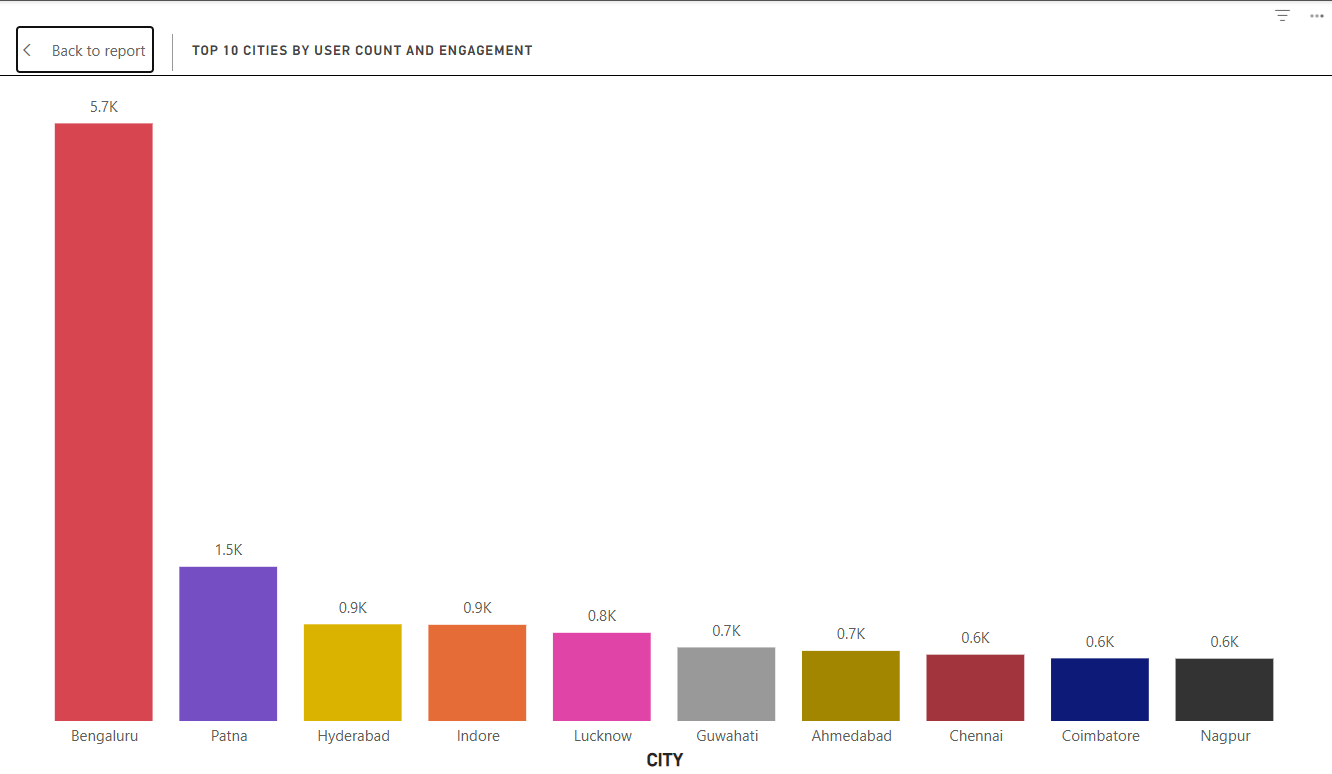 Back to report
TOP 10 CITIES BY USER COUNT AND ENGAGEMENT
5.7K
1.5K
0.9K
0.9K
0.8K
0.7K
0.7K
0.6K
0.6K
0.6K
Bengaluru Patna Hyderabad Indore Lucknow Guwahati Ahmedabad Chennai Coimbatore Nagpur
CITY